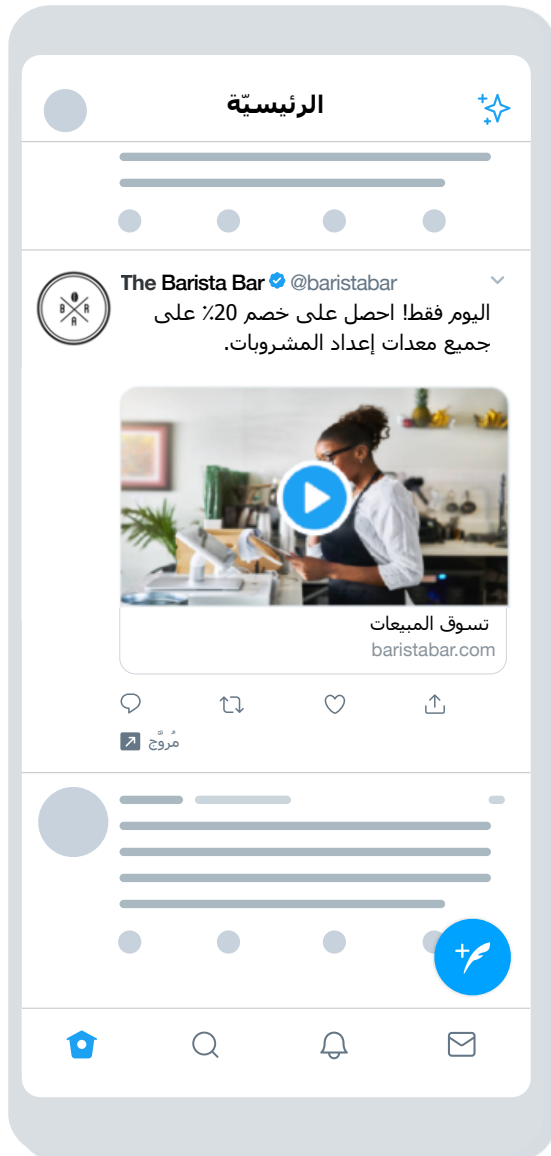 الرئيسيّة
The Barista Bar @baristabar
B R
A
اليوم فقط! احصل على خصم 20٪ على
جميع معدات إعداد المشروبات.
تسوق المبيعات
baristabar.com
مُروَّج